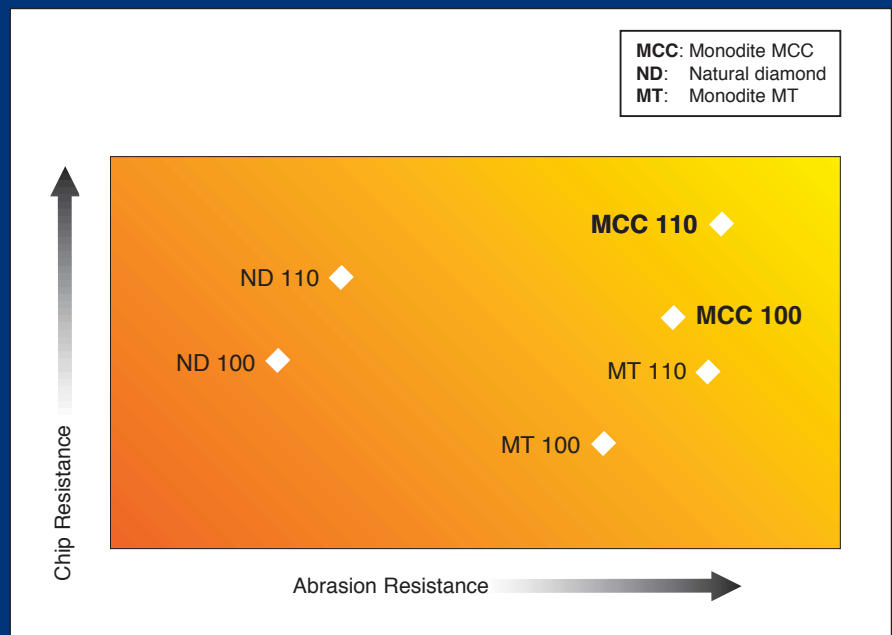 MCC: Monodite MCC
ND: Natural diamond
MT: Monodite MT
MCC 110
ND 110
MCC 100
ND 100
MT 110
MT 100
Chip Resistance
Abrasion Resistance